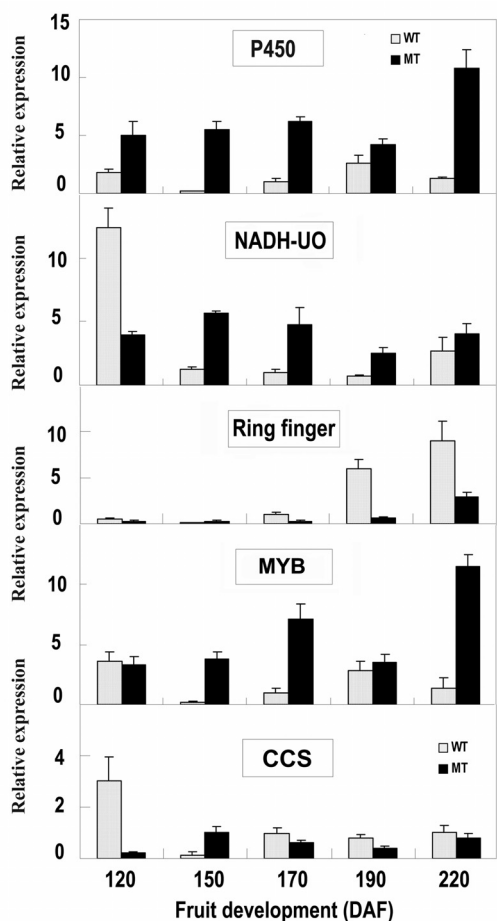 15
P450
WT
MT
10
5
0
Relative expression
NADH-UO
10
5
0
Relative expression
Ring finger
10
5
0
Relative expression
MYB
10
5
0
Relative expression
CCS
WT
MT
4
2
0
Relative expression
120 150 170 190 220
Fruit development (DAF)